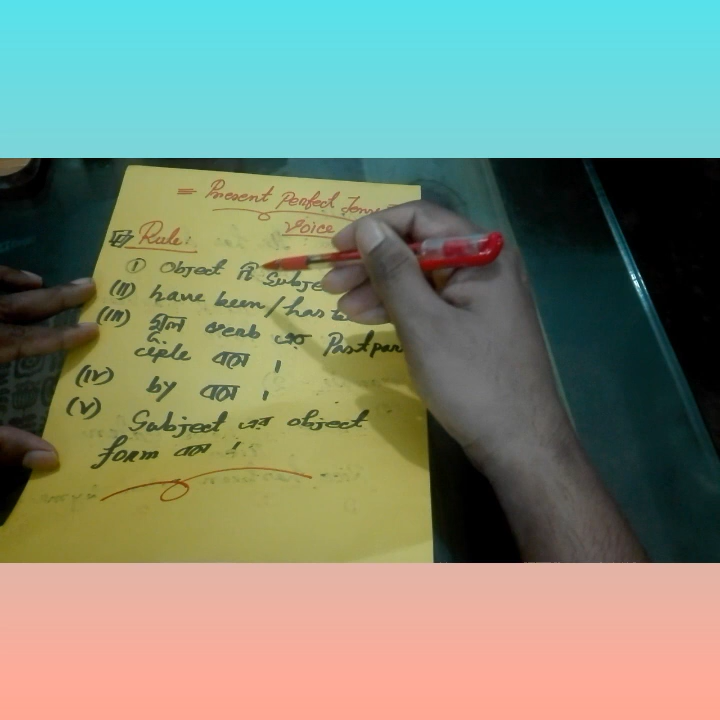 Present Perfect Tens
Voice
Rule:
(I) Object টি Subje
(II) have been/has b
(III) মূল verb এর Past par
ciple বসে ।
(IV) by বসে ।
(V) Subject এর object
form বসে ।